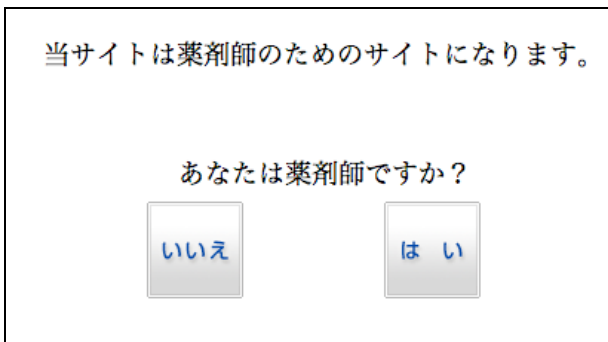 当サイトは薬剤師のためのサイトになります。
あなたは薬剤師ですか？
いいえ は い